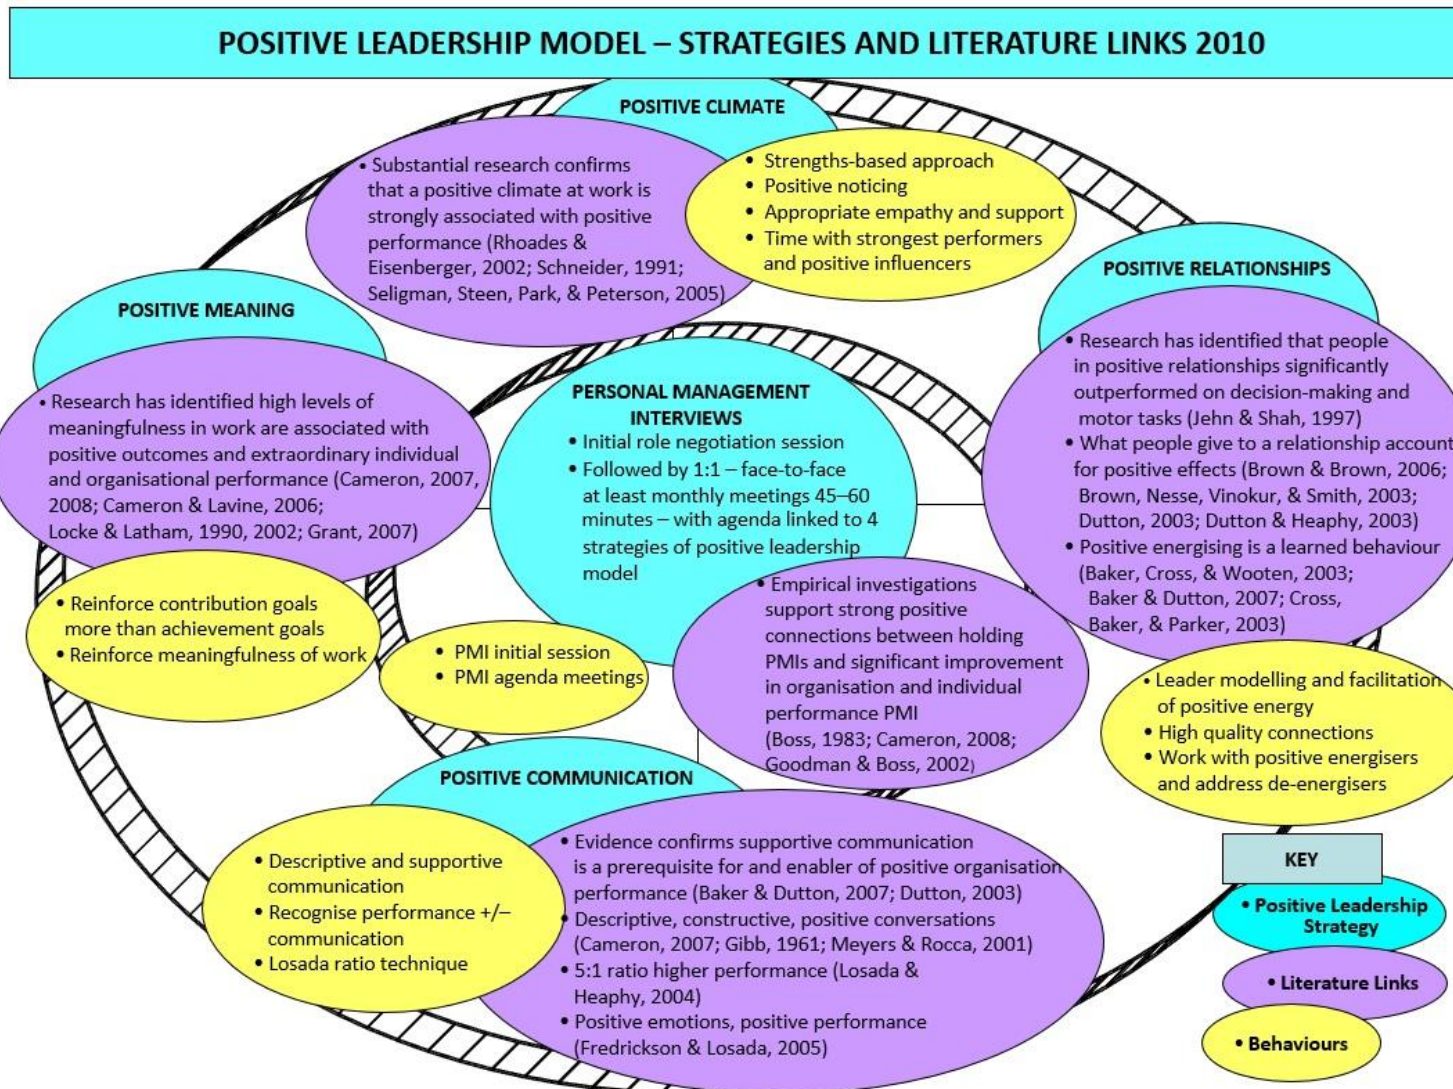 POSITIVE LEADERSHIP MODEL – STRATEGIES AND LITERATURE LINKS 2010
POSITIVE CLIMATE
• Substantial research confirms
that a positive climate at work is
strongly associated with positive
performance (Rhoades &
Eisenberger, 2002; Schneider, 1991;
Seligman, Steen, Park, & Peterson, 2005)
• Strengths-based approach
• Positive noticing
• Appropriate empathy and support
• Time with strongest performers
and positive influencers
POSITIVE MEANING
• Research has identified high levels of
meaningfulness in work are associated with
positive outcomes and extraordinary individual
and organisational performance (Cameron, 2007,
2008; Cameron & Lavine, 2006;
Locke & Latham, 1990, 2002; Grant, 2007)
• Reinforce contribution goals
more than achievement goals
• Reinforce meaningfulness of work
PERSONAL MANAGEMENT
INTERVIEWS
• Initial role negotiation session
• Followed by 1:1 – face-to-face
at least monthly meetings 45–60
minutes – with agenda linked to 4
strategies of positive leadership
model
• PMI initial session
• PMI agenda meetings
• Empirical investigations
support strong positive
connections between holding
PMIs and significant improvement
in organisation and individual
performance PMI
(Boss, 1983; Cameron, 2008;
Goodman & Boss, 2002)
POSITIVE RELATIONSHIPS
• Research has identified that people
in positive relationships significantly
outperformed on decision-making and
motor tasks (Jehn & Shah, 1997)
• What people give to a relationship account
for positive effects (Brown & Brown, 2006;
Brown, Nesse, Vinokur, & Smith, 2003;
Dutton, 2003; Dutton & Heaphy, 2003)
• Positive energising is a learned behaviour
(Baker, Cross, & Wooten, 2003;
Baker & Dutton, 2007; Cross,
Baker, & Parker, 2003)
• Leader modelling and facilitation
of positive energy
• High quality connections
• Work with positive energisers
and address de-energisers
POSITIVE COMMUNICATION
• Descriptive and supportive
communication
• Recognise performance +/–
communication
• Losada ratio technique
• Evidence confirms supportive communication
is a prerequisite for and enabler of positive organisation
performance (Baker & Dutton, 2007; Dutton, 2003)
• Descriptive, constructive, positive conversations
(Cameron, 2007; Gibb, 1961; Meyers & Rocca, 2001)
• 5:1 ratio higher performance (Losada &
Heaphy, 2004)
• Positive emotions, positive performance
(Fredrickson & Losada, 2005)
KEY
• Positive Leadership
Strategy
• Literature Links
• Behaviours